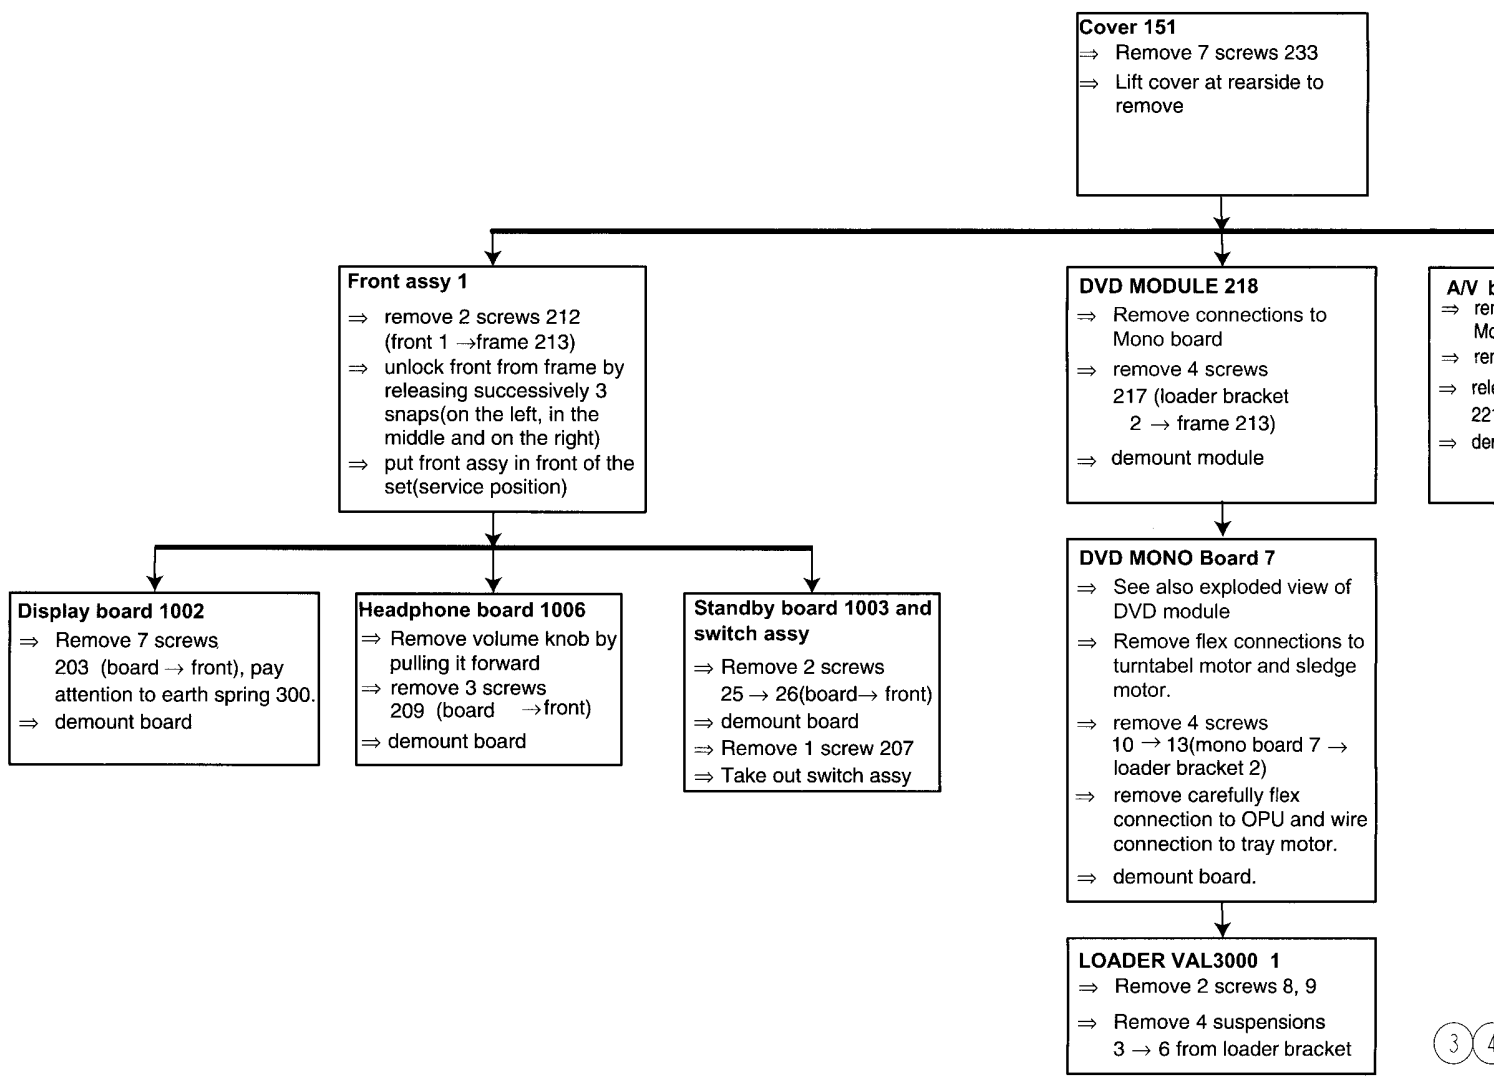 Cover 151
⇒ Remove 7 screws 233
⇒ Lift cover at rearside to
remove
Front assy 1
⇒ remove 2 screws 212
(front 1 →frame 213)
⇒ unlock front from frame by
releasing successively 3
snaps(on the left, in the
middle and on the right)
⇒ put front assy in front of the
set(service position)
DVD MODULE 218
⇒ Remove connections to
Mono board
⇒ remove 4 screws
217 (loader bracket
2 → frame 213)
⇒ demount module
A/V
⇒
⇒
⇒
⇒
Display board 1002
⇒ Remove 7 screws
203 (board → front), pay
attention to earth spring 300.
⇒ demount board
Headphone board 1006
⇒ Remove volume knob by
pulling it forward
⇒ remove 3 screws
209 (board →front)
⇒ demount board
Standby board 1003 and
switch assy
⇒ Remove 2 screws
25 → 26(board→ front)
⇒ demount board
⇒ Remove 1 screw 207
⇒ Take out switch assy
DVD MONO Board 7
⇒ See also exploded view of
DVD module
⇒ Remove flex connections to
turntabel motor and sledge
motor.
⇒ remove 4 screws
10 → 13(mono board 7 →
loader bracket 2)
⇒ remove carefully flex
connection to OPU and wire
connection to tray motor.
⇒ demount board.
LOADER VAL3000 1
⇒ Remove 2 screws 8, 9
⇒ Remove 4 suspensions
3 → 6 from loader bracket
3 4